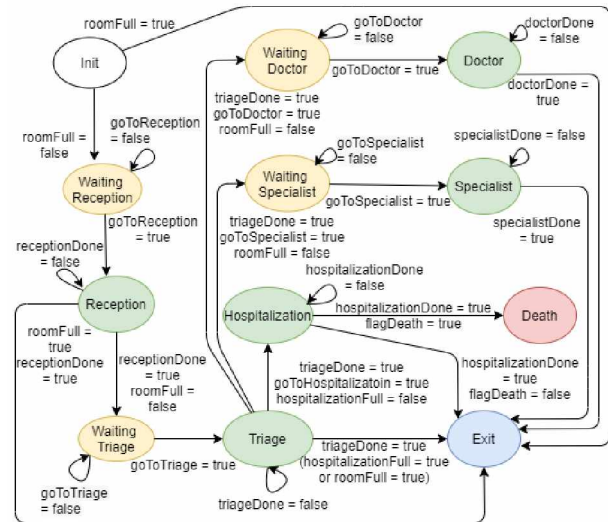 roomFull = true
Init
roomFull =
false
goToReception
= false
Waiting
Reception
goToReception
= true
receptionDone
= false
Reception
roomFull =
true
receptionDone
= true
receptionDone
= true
roomFull =
false
Waiting
Triage
goToTriage
= false
goToTriage = true
Triage
triageDone = false
triageDone = true
(hospitalizationFull = true
or roomFull = true)
Exit
goToDoctor
= false
Waiting
Doctor
goToDoctor = true
triageDone = true
goToDoctor = true
roomFull = false
doctorDone
= false
Doctor
doctorDone =
true
goToSpecialist
= false
Waiting
Specialist
goToSpecialist = true
triageDone = true
goToSpecialist = true
roomFull = false
specialistDone = false
Specialist
specialistDone =
true
hospitalizationDone
= false
Hospitalization
hospitalizationDone = true
flagDeath = true
Death
hospitalizationDone =
true
flagDeath = false
triageDone = true
goToHospitalizatoin = true
hospitalizationFull = false